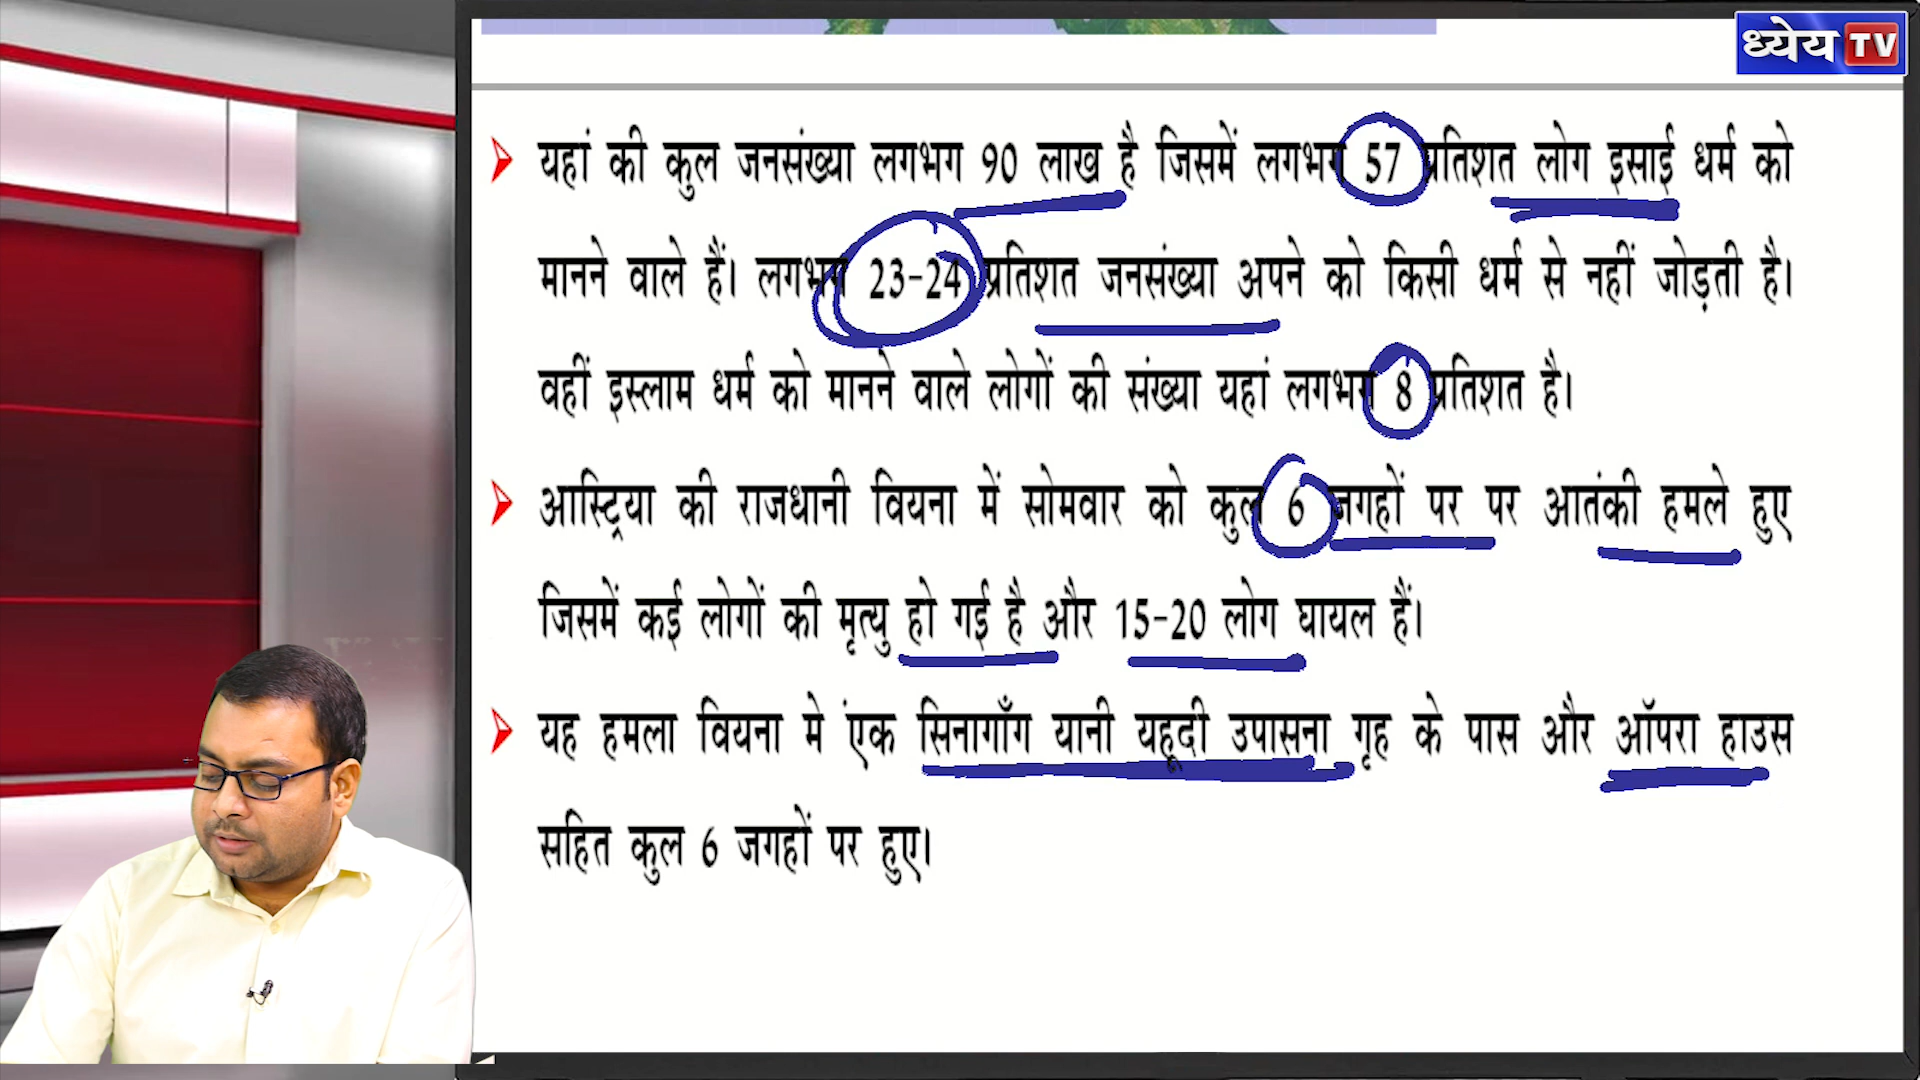 ध्येय TV
यहां की कुल जनसंख्या लगभग 90 लाख है जिसमें लगभग 57 प्रतिशत लोग इसाई धर्म को
मानने वाले हैं। लगभग 23-24 प्रतिशत जनसंख्या अपने को किसी धर्म से नहीं जोड़ती है।
वहीं इस्लाम धर्म को मानने वाले लोगों की संख्या यहां लगभग 8 प्रतिशत है।
आस्ट्रिया की राजधानी वियना में सोमवार को कुल 6 जगहों पर पर आतंकी हमले हुए
जिसमें कई लोगों की मृत्यु हो गई है और 15-20 लोग घायल हैं।
यह हमला वियना मे एंक सिनागाँग यानी यहूदी उपासना गृह के पास और ऑपरा हाउस
सहित कुल 6 जगहों पर हुए।